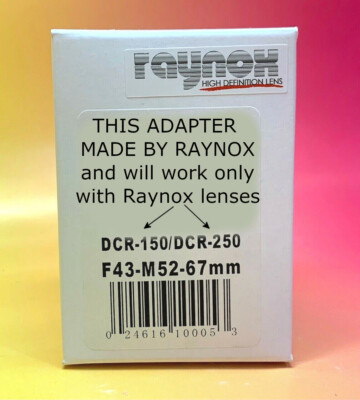 raynox
HIGH DEFINITION LENS
THIS ADAPTER
MADE BY RAYNOX
and will work only
with Raynox lenses
DCR-150/DCR-250
F43-M52-67mm
0 24616 10005 3